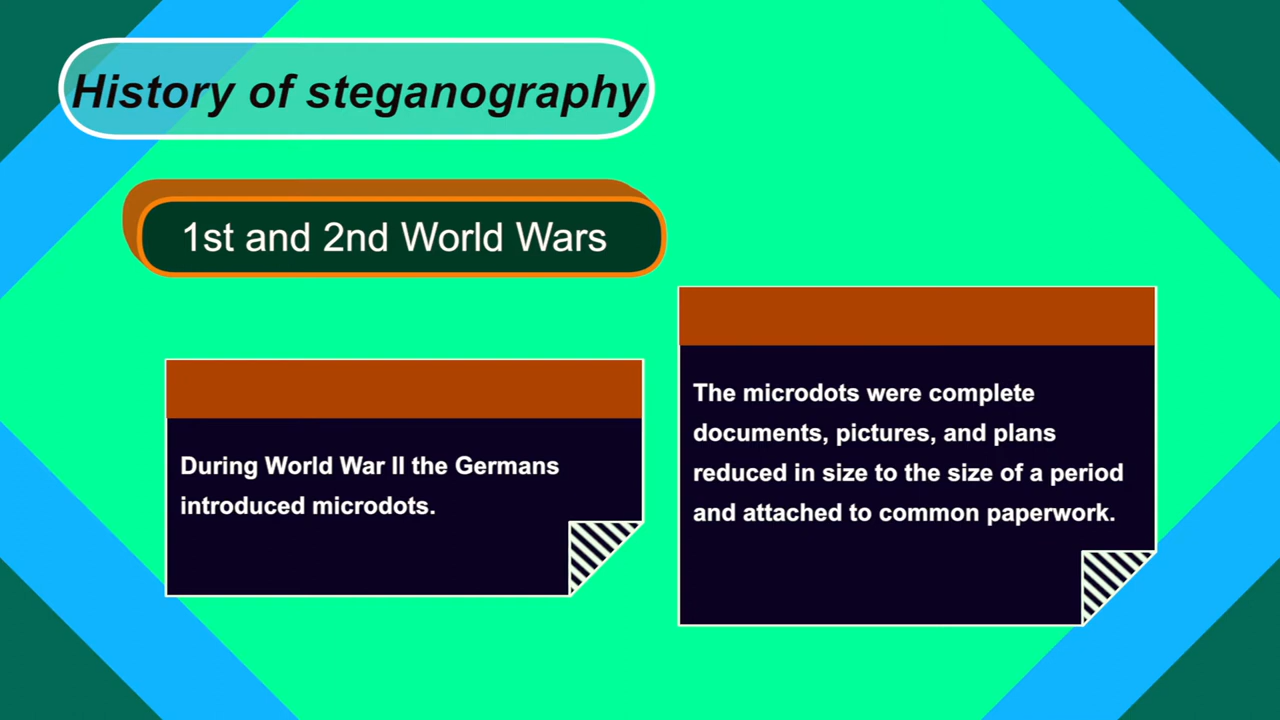 History of steganography
1st and 2nd World Wars
During World War II the Germans
introduced microdots.
The microdots were complete
documents, pictures, and plans
reduced in size to the size of a period
and attached to common paperwork.